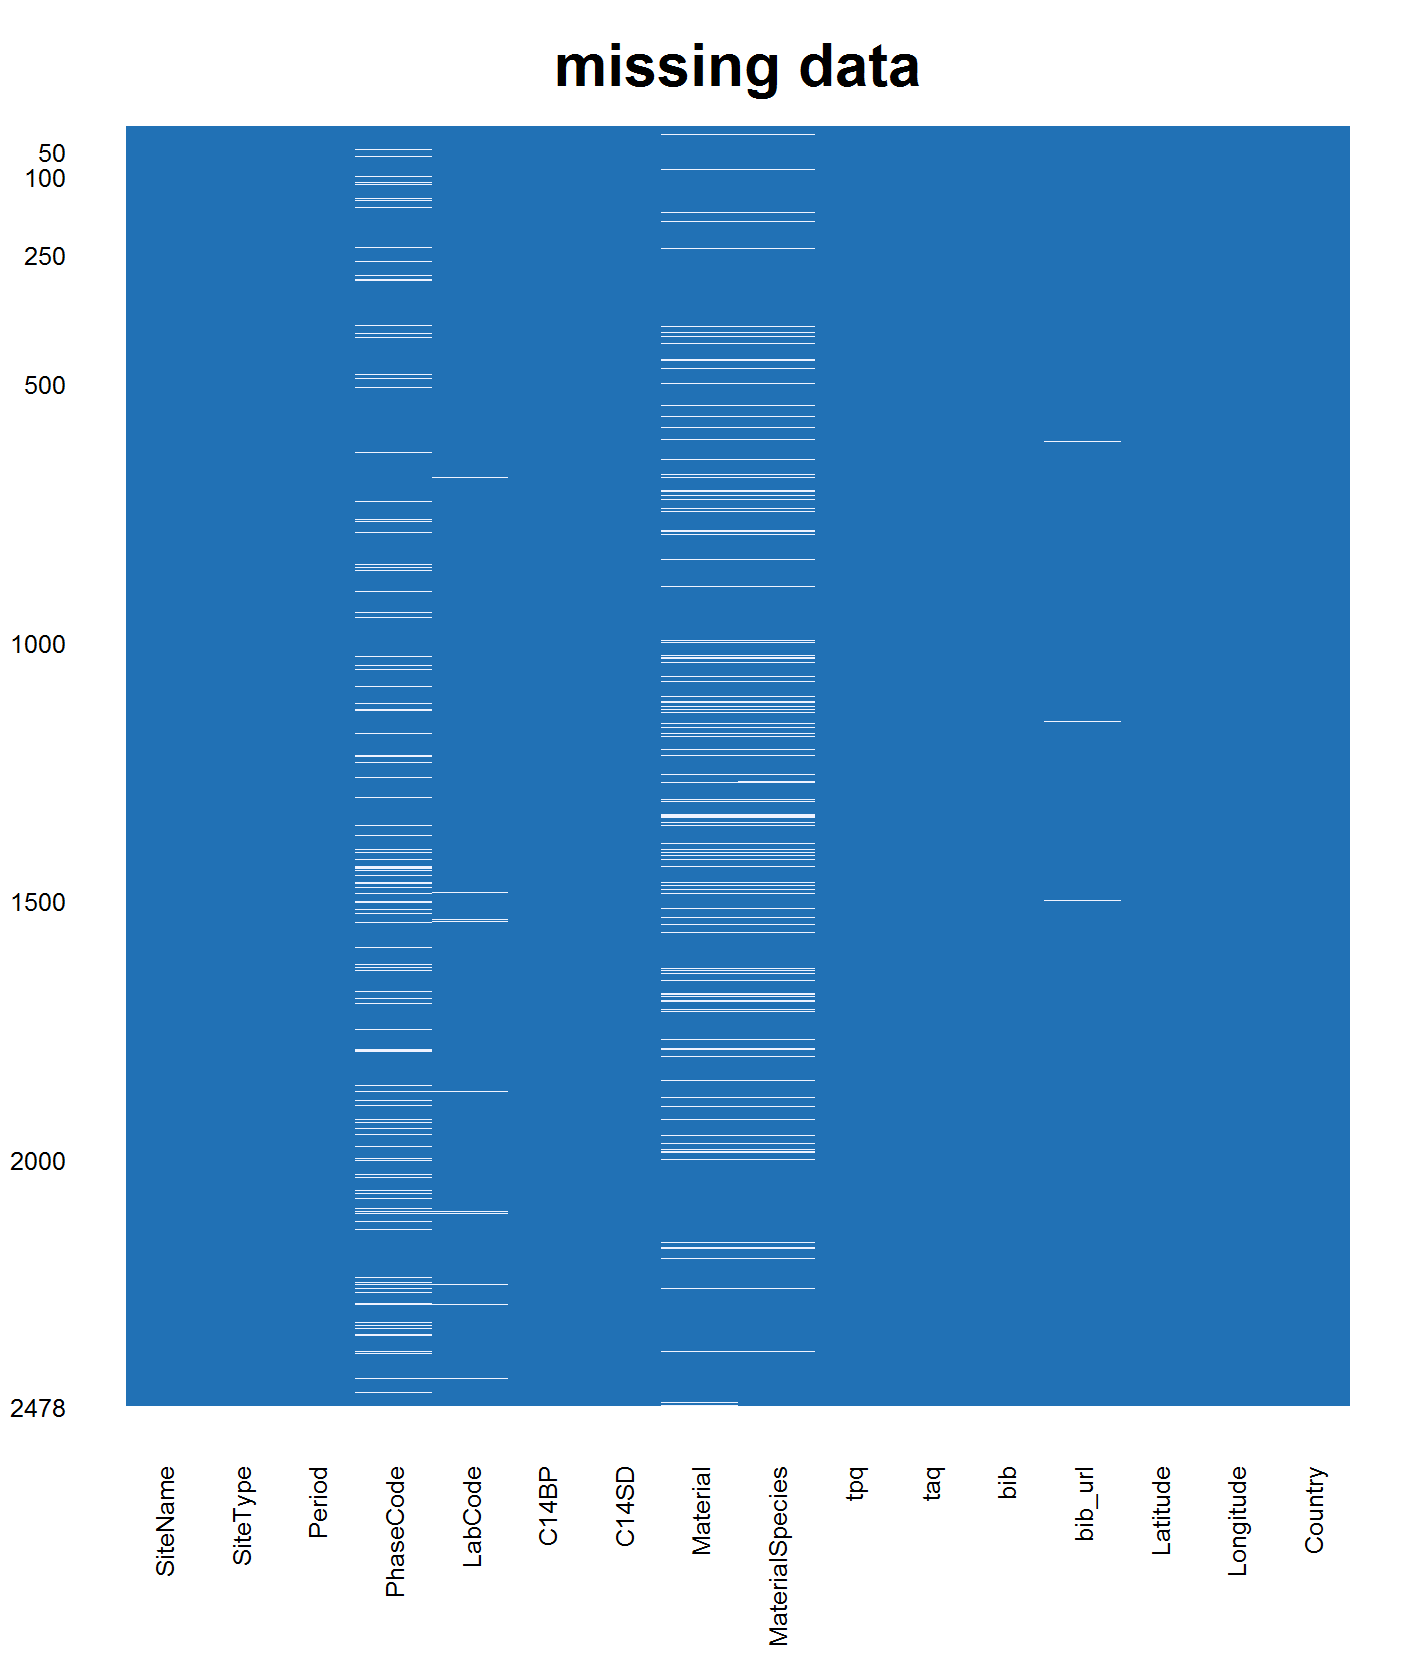 missing data
50
100
250
500
1000
1500
2000
2478
SiteName
SiteType
Period
PhaseCode
LabCode
C14BP
C14SD
Material
MaterialSpecies
tpq
taq
bib
bib_url
Latitude
Longitude
Country